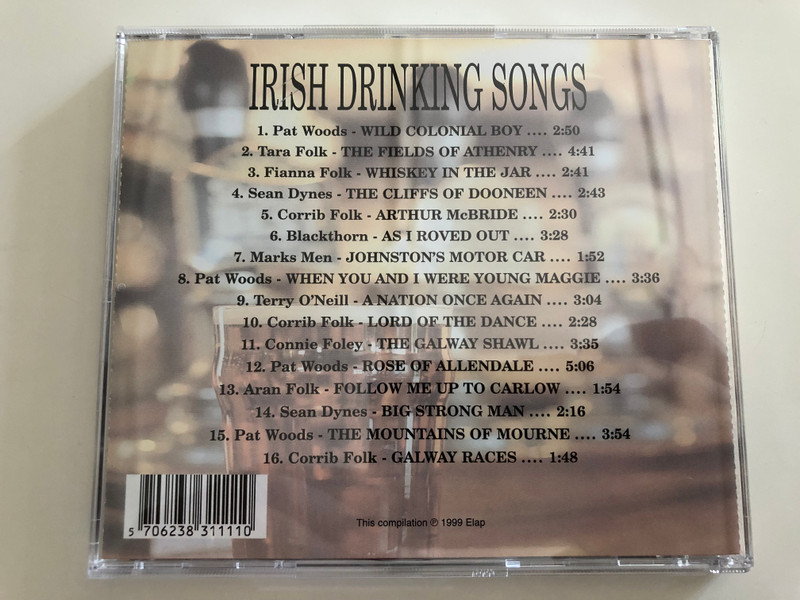 IRISH DRINKING SONGS
1. Pat Woods - WILD COLONIAL BOY .... 2:50
2. Tara Folk - THE FIELDS OF ATHENRY .... 4:41
3. Fianna Folk - WHISKEY IN THE JAR .... 2:41
4. Sean Dynes - THE CLIFFS OF DOONEEN .... 2:43
5. Corrib Folk - ARTHUR McBRIDE .... 2:30
6. Blackthorn - AS I ROVED OUT .... 3:28
7. Marks Men - JOHNSTON'S MOTOR CAR .... 1:52
8. Pat Woods - WHEN YOU AND I WERE YOUNG MAGGIE .... 3:36
9. Terry O'Neill - A NATION ONCE AGAIN .... 3:04
10. Corrib Folk - LORD OF THE DANCE .... 2:28
11. Connie Foley - THE GALWAY SHAWL .... 3:35
12. Pat Woods - ROSE OF ALLENDALE .... 5:06
13. Aran Folk - FOLLOW ME UP TO CARLOW .... 1:54
14. Sean Dynes - BIG STRONG MAN .... 2:16
15. Pat Woods - THE MOUNTAINS OF MOURNE .... 3:54
16. Corrib Folk - GALWAY RACES .... 1:48
5 706238 311110
This compilation ℗ 1999 Elap